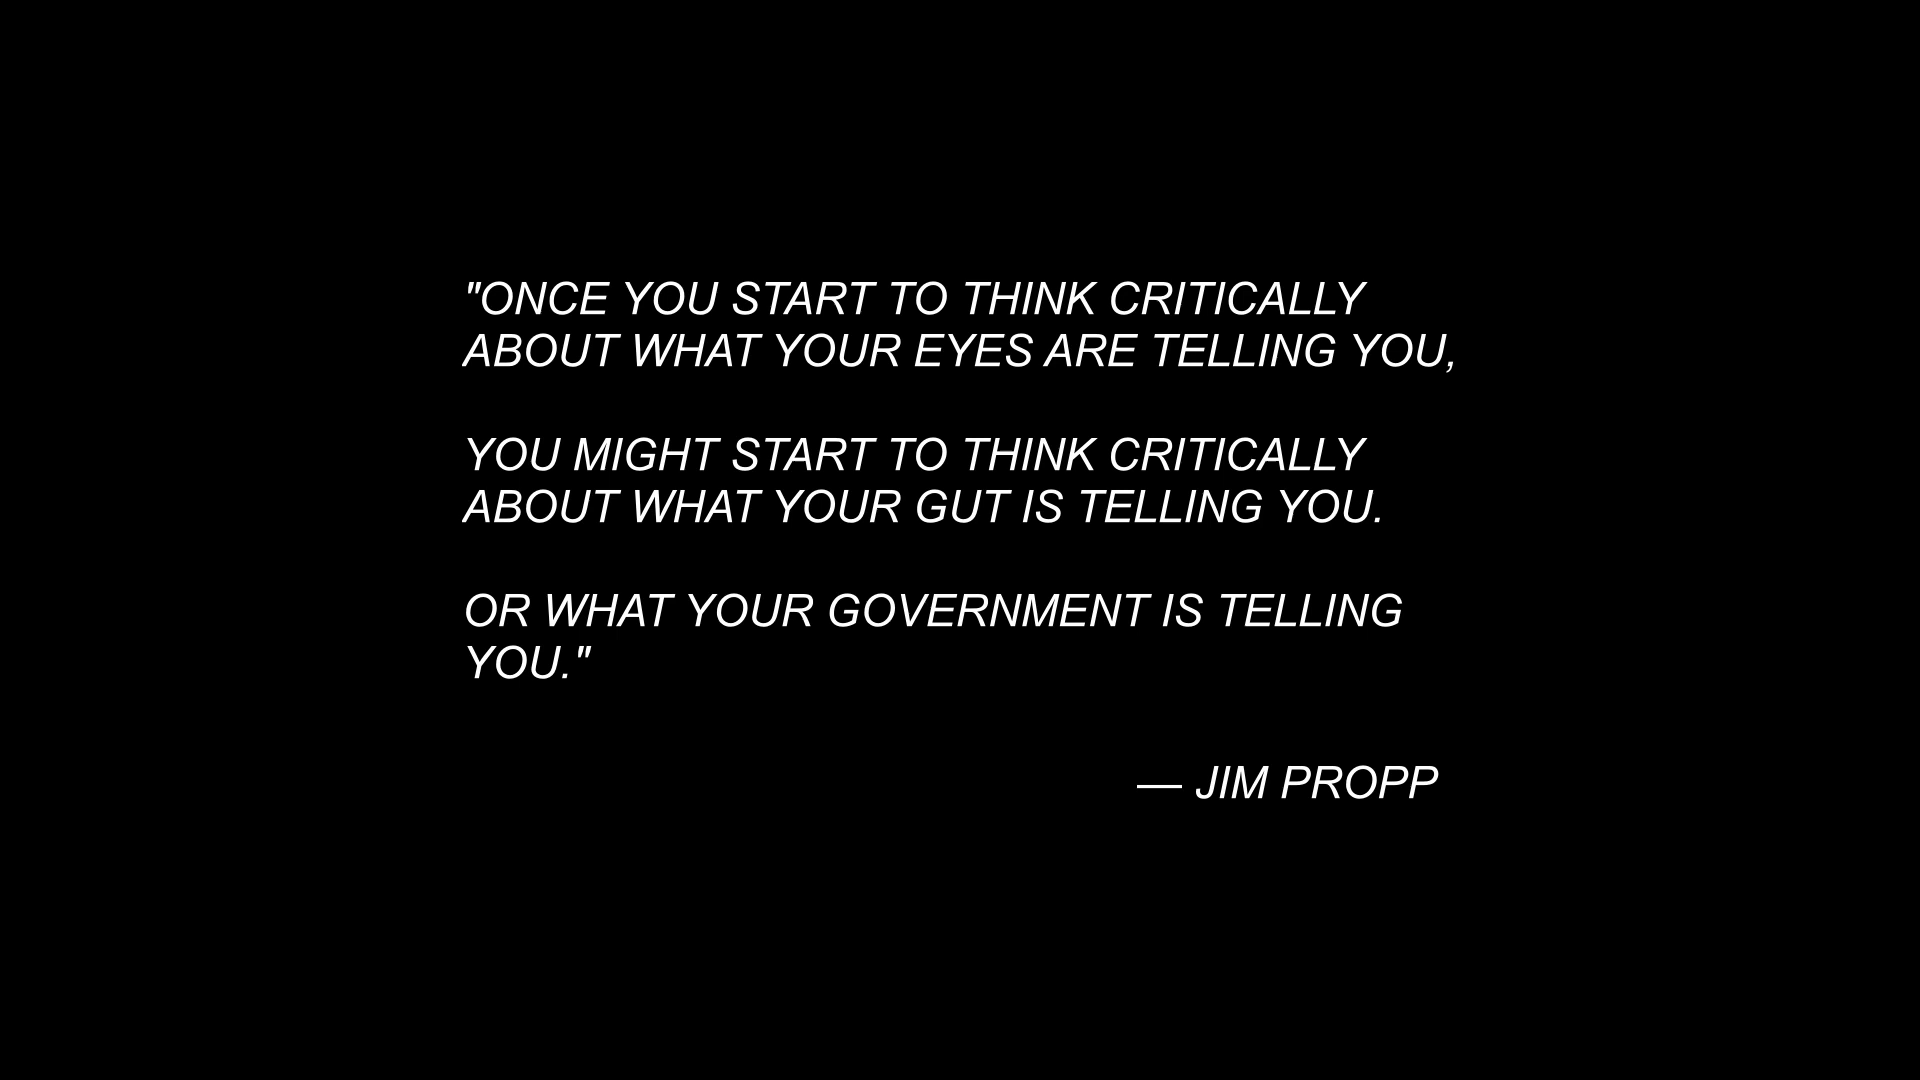 "ONCE YOU START TO THINK CRITICALLY
ABOUT WHAT YOUR EYES ARE TELLING YOU,
YOU MIGHT START TO THINK CRITICALLY
ABOUT WHAT YOUR GUT IS TELLING YOU.
OR WHAT YOUR GOVERNMENT IS TELLING
YOU."
— JIM PROPP